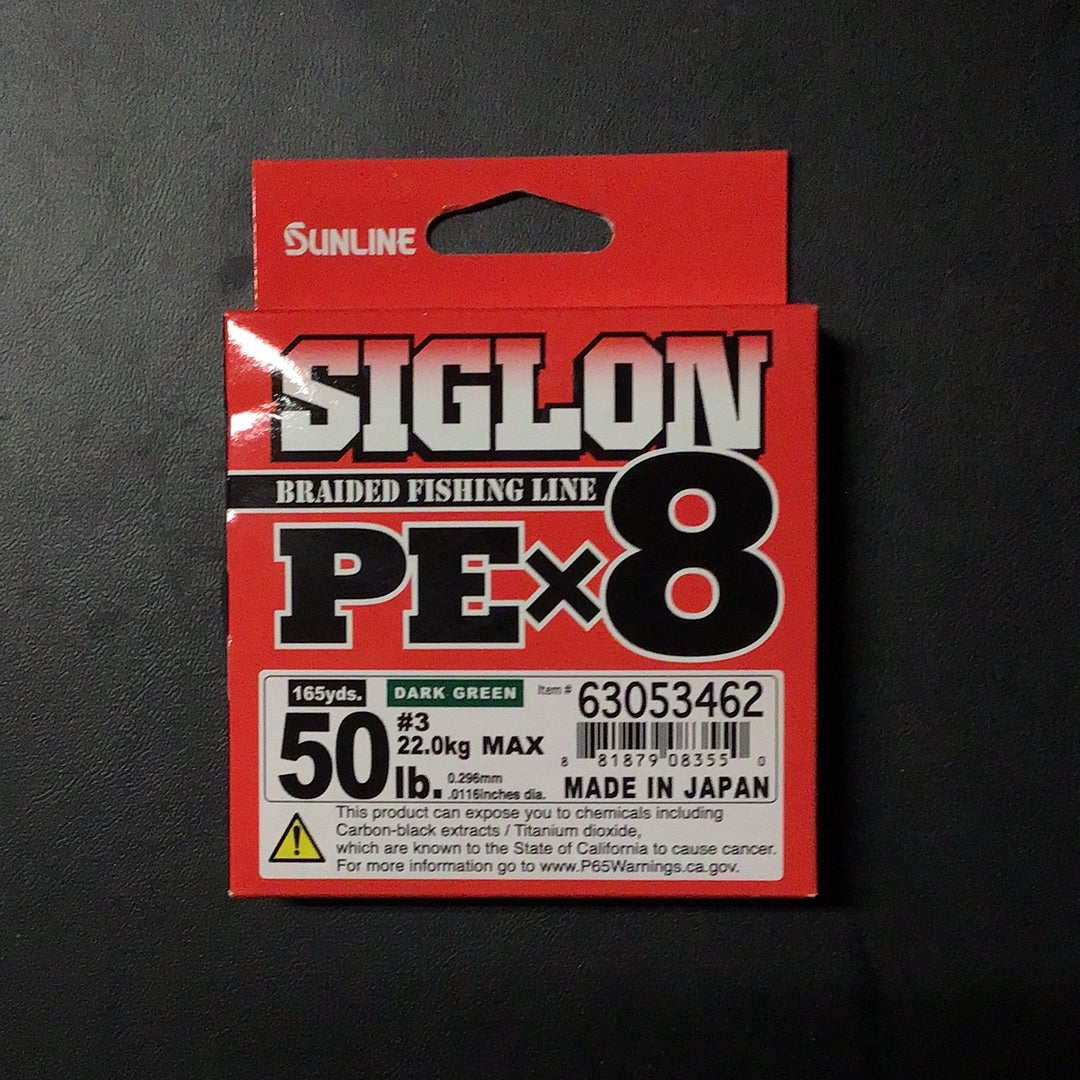 SUNLINE
SIGLON
BRAIDED FISHING LINE
PE×8
165yds. DARK GREEN Item # 63053462
50 lb. #3
22.0kg MAX
0.296mm
.0116inches dia.
8 81879 08355 0
MADE IN JAPAN
This product can expose you to chemicals including
Carbon-black extracts / Titanium dioxide,
which are known to the State of California to cause cancer.
For more information go to www.P65Warnings.ca.gov.